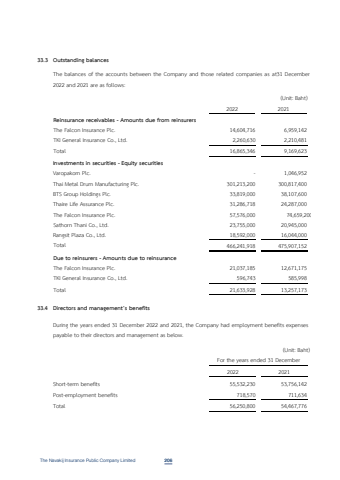 33.3 Outstanding balances
The balances of the accounts between the Company and those related companies as at31 December
2022 and 2021 are as follows
(Unit: Baht)
2022 2021
Reinsurance receivables - Amounts due from reinsurers
The Falcon Insurance Plc. 14,604,716 6,959,142
TKI General Insurance Co., Ltd. 2,260,630 2,210,481
Total 16,865,346 9,169,623
Investments in securities - Equity securities
Varopakorn Plc. - 1,066,952
Thai Metal Drum Manufacturing Plc. 301,213,200 300,817,400
BTS Group Holdings Plc. 33,819,000 38,107,600
Thaire Life Assurance Plc. 31,286,718 24,287,000
The Falcon Insurance Plc. 57,576,000 74,659,200
Sathorn Thani Co., Ltd. 23,755,000 20,945,000
Ranyajit Plaza Co., Ltd. 18,592,000 16,044,000
Total 466,241,918 475,907,152
Due to reinsurers - Amounts due to reinsurance
The Falcon Insurance Plc. 21,037,185 12,671,175
TKI General Insurance Co., Ltd. 596,743 585,998
Total 21,633,928 13,257,173
33.4 Directors and management's benefits
During the years ended 31 December 2022 and 2021, the Company had employment benefits expenses
payable to their directors and management as below.
(Unit: Baht)
For the years ended 31 December
2022 2021
Short-term benefits 55,532,230 53,756,142
Post-employment benefits 718,570 711,634
Total 56,250,800 54,467,776
The Navakij Insurance Public Company Limited 206